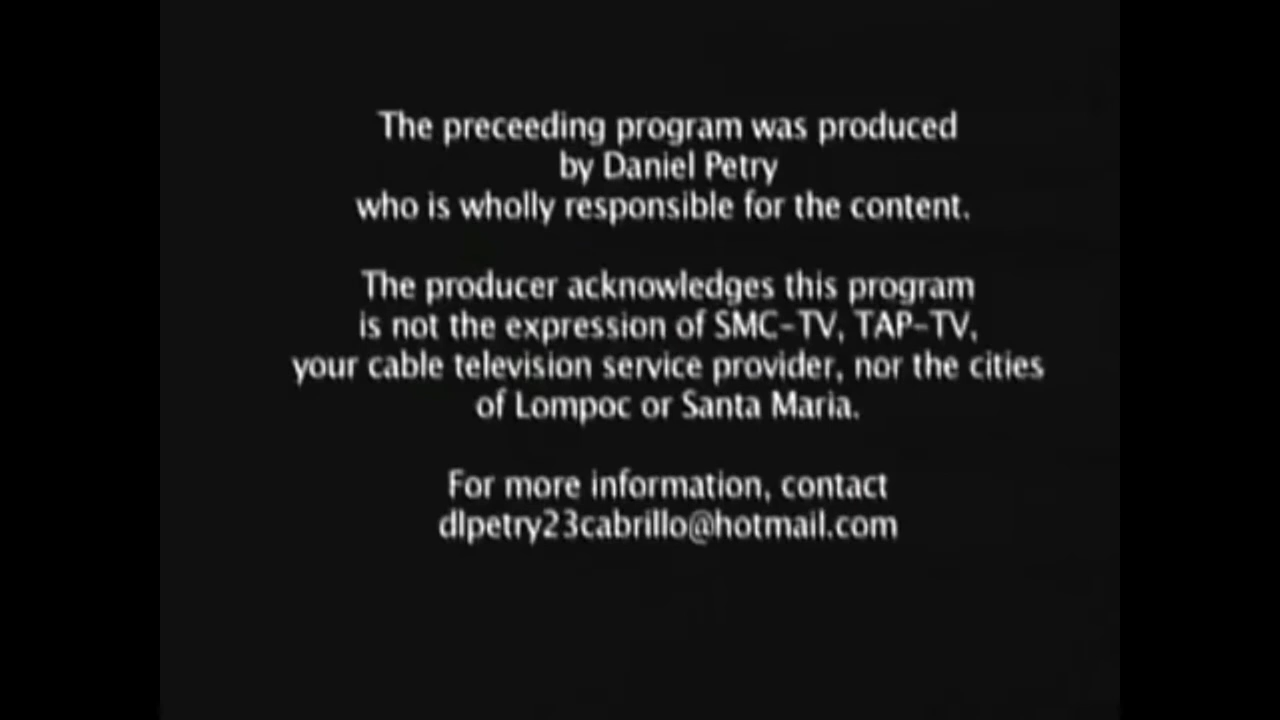 The preceeding program was produced
by Daniel Petry
who is wholly responsible for the content.
The producer acknowledges this program
is not the expression of SMC-TV, TAP-TV,
your cable television service provider, nor the cities
of Lompoc or Santa Maria.
For more information, contact
dlpetry23cabrillo@hotmail.com